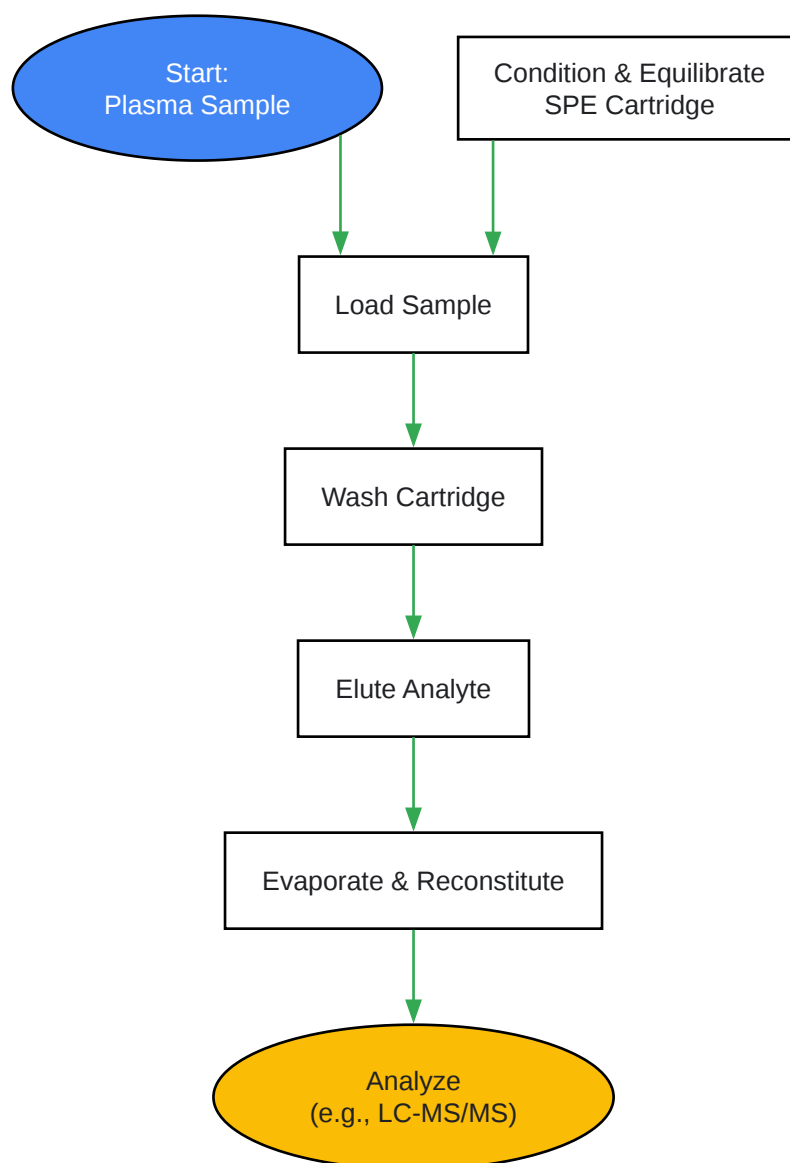 Start:
Plasma Sample
Condition & Equilibrate
SPE Cartridge
Load Sample
Wash Cartridge
Elute Analyte
Evaporate & Reconstitute
Analyze
(e.g., LC-MS/MS)